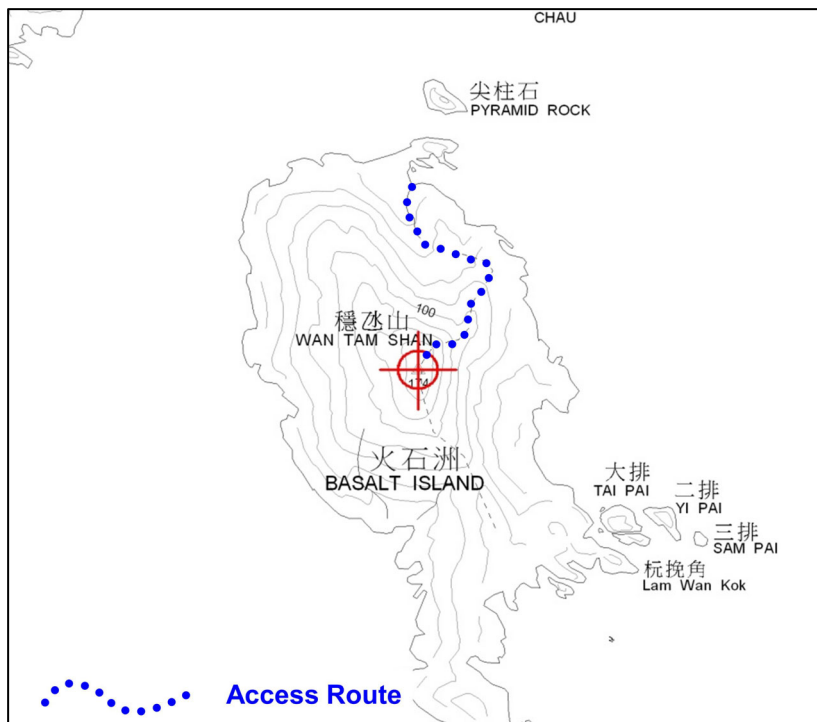 CHAU
尖柱石
PYRAMID ROCK
100
穩氹山
WAN TAM SHAN
174
火石洲
BASALT ISLAND
大排
TAI PAI
二排
YI PAI
三排
SAM PAI
杬挽角
Lam Wan Kok
Access Route